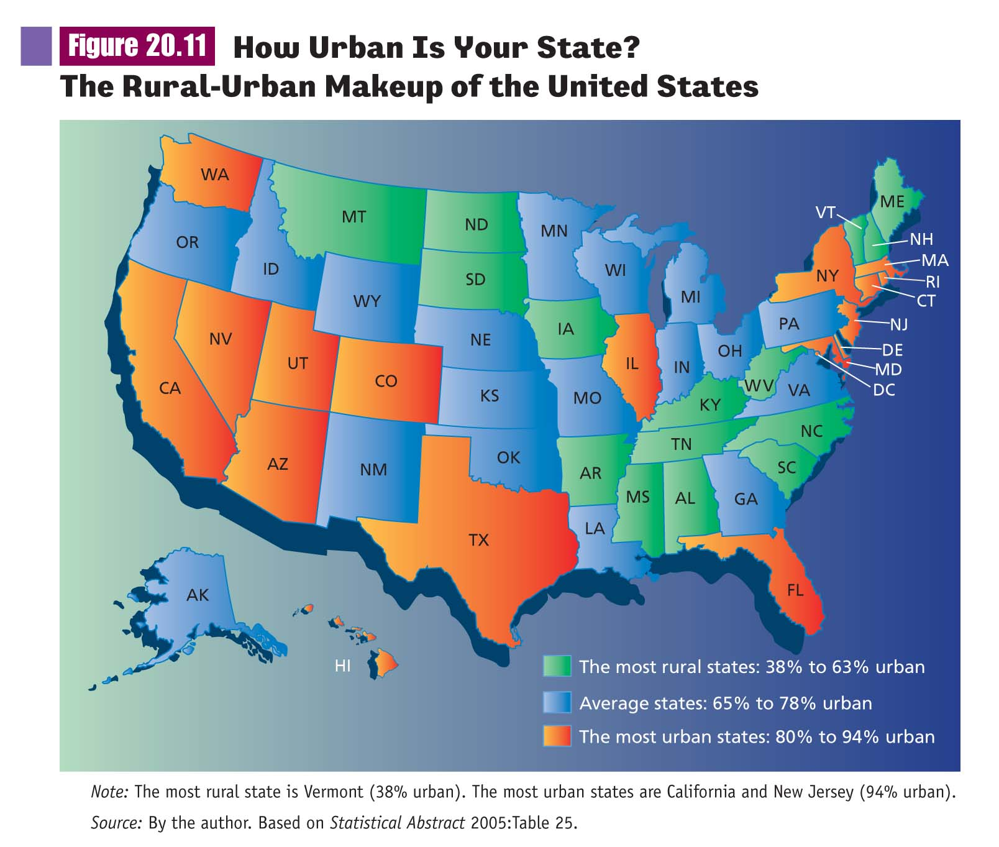 Figure 20.11 How Urban Is Your State?
The Rural-Urban Makeup of the United States
WA
MT
ND
MN
ME
VT
OR
ID
SD
WI
MI
NY
NH
MA
RI
CT
WY
NV
UT
CO
NE
IA
IL
IN
OH
PA
NJ
DE
MD
DC
CA
KS
MO
KY
WV
VA
AZ
NM
OK
AR
TN
NC
SC
TX
LA
MS
AL
GA
FL
AK
HI
The most rural states: 38% to 63% urban
Average states: 65% to 78% urban
The most urban states: 80% to 94% urban
Note: The most rural state is Vermont (38% urban). The most urban states are California and New Jersey (94% urban).
Source: By the author. Based on Statistical Abstract 2005:Table 25.